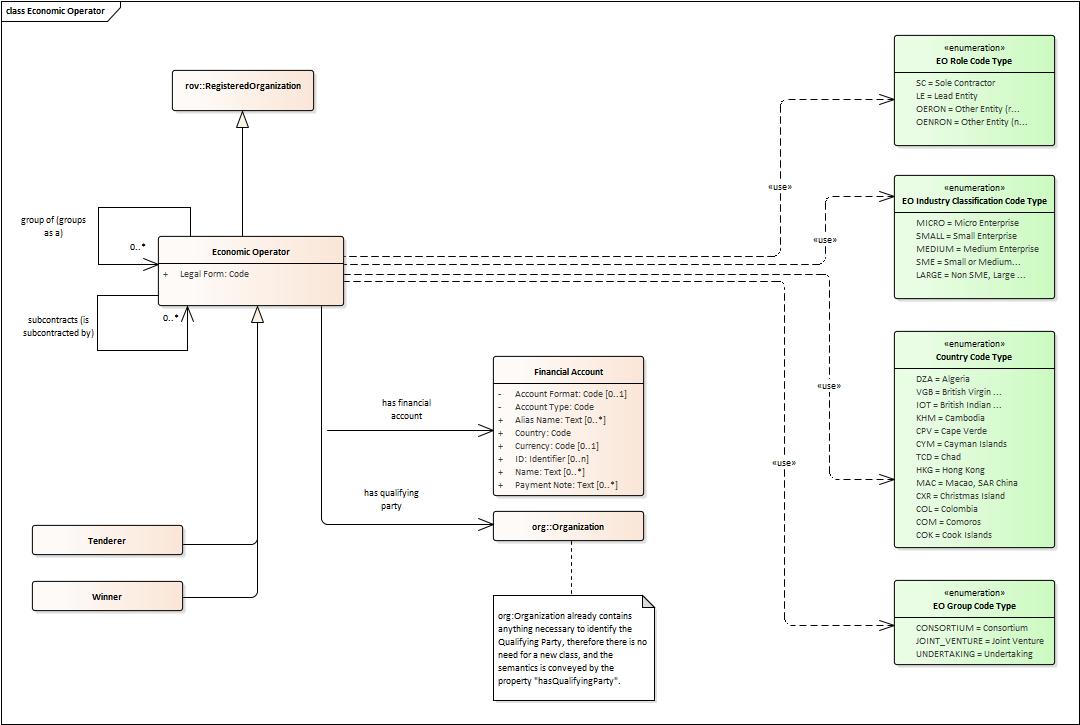 class Economic Operator
rov::RegisteredOrganization
group of (groups
as a)
0..*
Economic Operator
+ Legal Form: Code
subcontracts (is
subcontracted by)
0..*
has financial
account
has qualifying
party
Tenderer
Winner
Financial Account
- Account Format: Code [0..1]
- Account Type: Code
+ Alias Name: Text [0..*]
+ Country: Code
+ Currency: Code [0..1]
+ ID: Identifier [0..n]
+ Name: Text [0..*]
+ Payment Note: Text [0..*]
org::Organization
org:Organization already contains
anything necessary to identify the
Qualifying Party, therefore there is no
need for a new class, and the
semantics is conveyed by the
property "hasQualifyingParty".
«use»
«use»
«use»
«use»
«enumeration»
EO Role Code Type
SC = Sole Contractor
LE = Lead Entity
OERON = Other Entity (r...
OENRON = Other Entity (n...
«enumeration»
EO Industry Classification Code Type
MICRO = Micro Enterprise
SMALL = Small Enterprise
MEDIUM = Medium Enterprise
SME = Small or Medium...
LARGE = Non SME, Large ...
«enumeration»
Country Code Type
DZA = Algeria
VGB = British Virgin ...
IOT = British Indian ...
KHM = Cambodia
CPV = Cape Verde
CYM = Cayman Islands
TCD = Chad
HKG = Hong Kong
MAC = Macao, SAR China
CXR = Christmas Island
COL = Colombia
COM = Comoros
COK = Cook Islands
«enumeration»
EO Group Code Type
CONSORTIUM = Consortium
JOINT_VENTURE = Joint Venture
UNDERTAKING = Undertaking